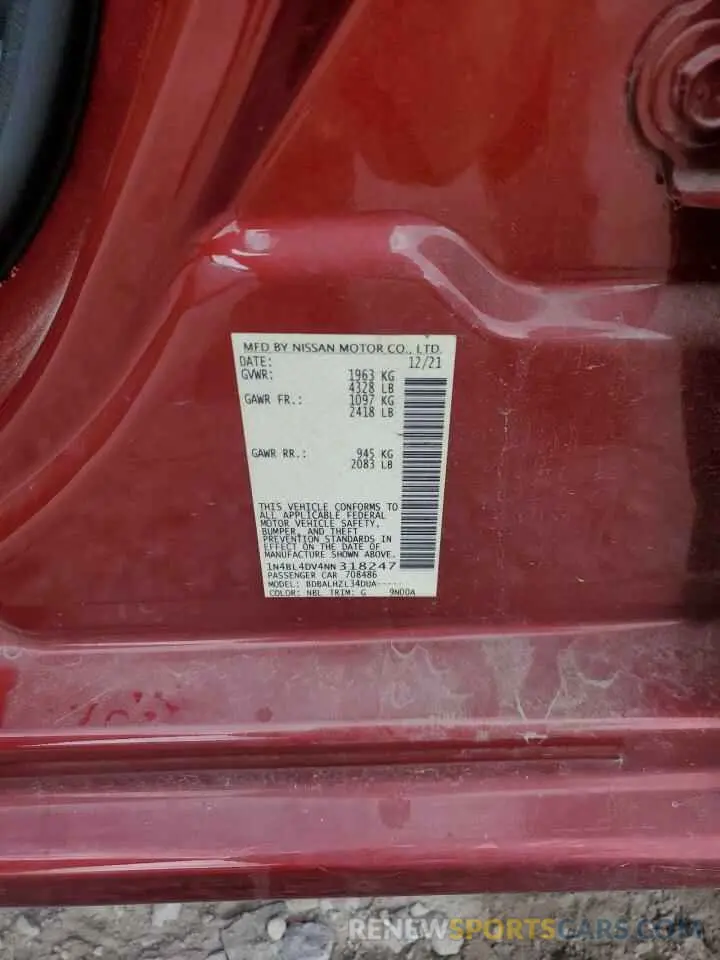 MFD BY NISSAN MOTOR CO., LTD.
DATE: 12/21
GVWR: 1963 KG
4328 LB
GAWR FR.: 1097 KG
2418 LB
GAWR RR.: 945 KG
2083 LB
THIS VEHICLE CONFORMS TO
ALL APPLICABLE FEDERAL
MOTOR VEHICLE SAFETY,
BUMPER, AND THEFT
PREVENTION STANDARDS IN
EFFECT ON THE DATE OF
MANUFACTURE SHOWN ABOVE.
1N4BL4DV4NN318247
PASSENGER CAR 708486
MODEL: BDBALHZL34DUA-----
COLOR: NBL TRIM: G 9N00A
RENEWSPORTSCARS.COM